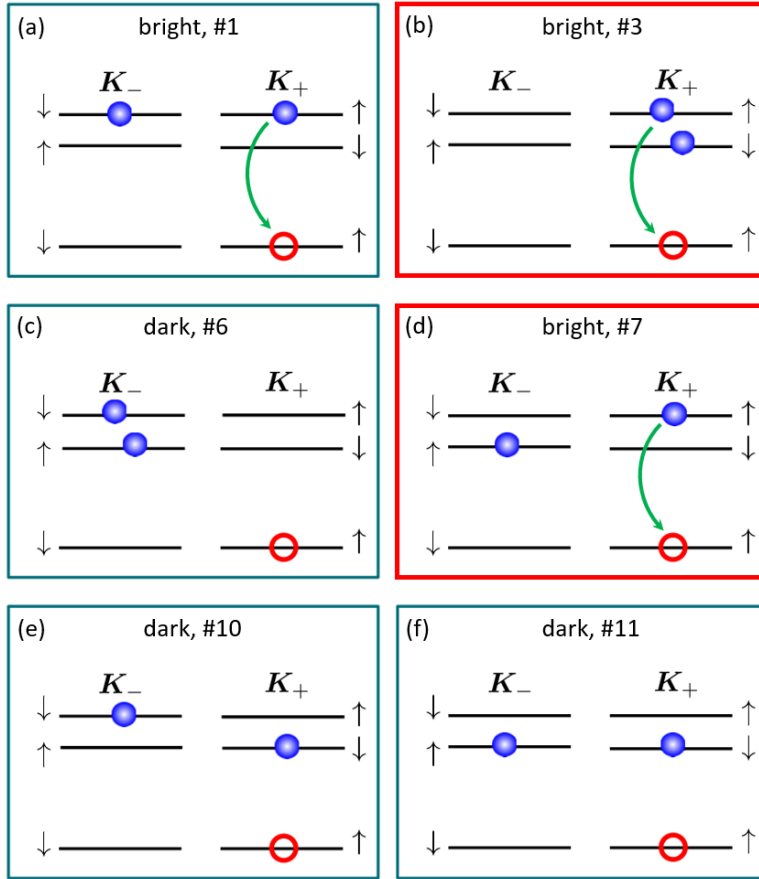 (a) bright, #1
K₋ K₊
↓ ↑
↑ ↓
↓ ↑
(b) bright, #3
K₋ K₊
↓ ↑
↑ ↓
↓ ↑
(c) dark, #6
K₋ K₊
↓ ↑
↑ ↓
↓ ↑
(d) bright, #7
K₋ K₊
↓ ↑
↑ ↓
↓ ↑
(e) dark, #10
K₋ K₊
↓ ↑
↑ ↓
↓ ↑
(f) dark, #11
K₋ K₊
↓ ↑
↑ ↓
↓ ↑